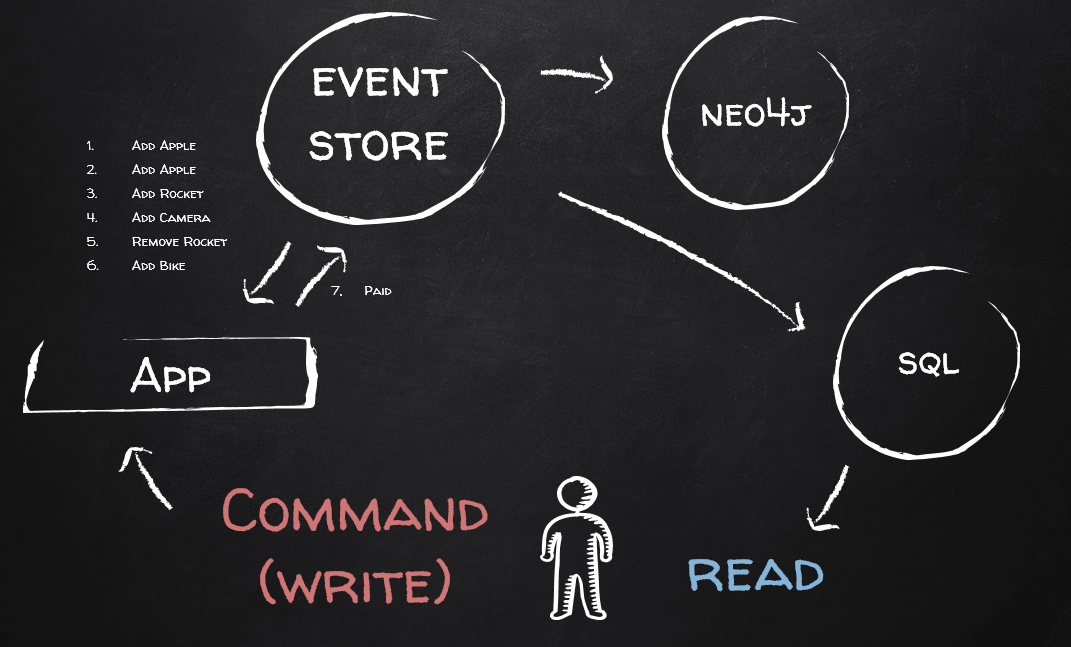 EVENT
STORE
NEO4J
1. ADD APPLE
2. ADD APPLE
3. ADD ROCKET
4. ADD CAMERA
5. REMOVE ROCKET
6. ADD BIKE
7. PAID
APP
SQL
COMMAND
(WRITE)
READ